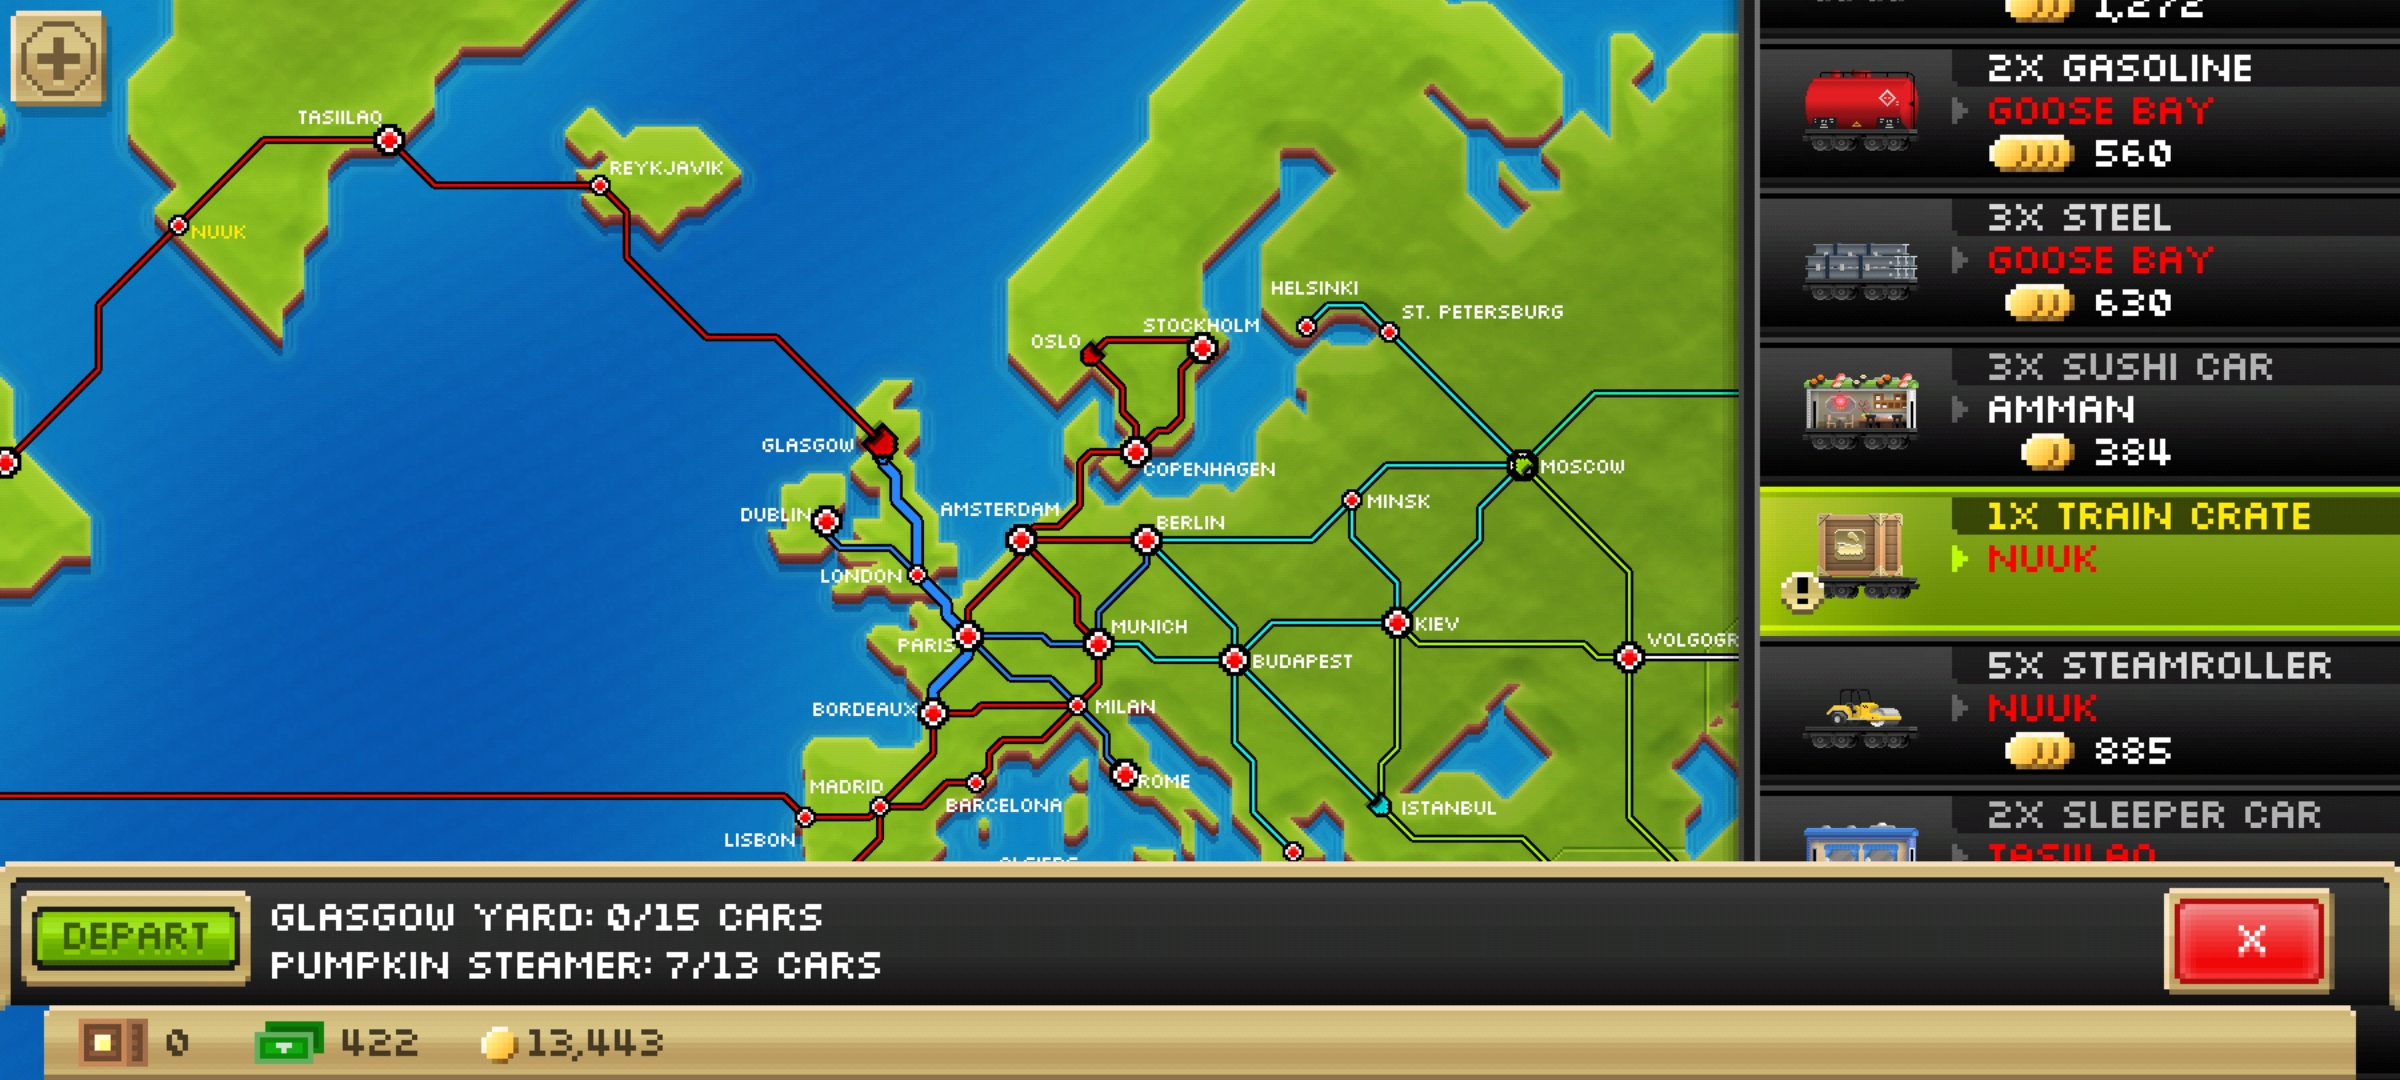 TASIILAQ
REYKJAVIK
NUUK
HELSINKI
ST. PETERSBURG
STOCKHOLM
OSLO
GLASGOW
COPENHAGEN
MOSCOW
MINSK
AMSTERDAM
BERLIN
DUBLIN
LONDON
PARIS
MUNICH
KIEV
VOLGOGR
BUDAPEST
BORDEAUX
MILAN
ROME
MADRID
BARCELONA
ISTANBUL
LISBON
1,272
2X GASOLINE
GOOSE BAY
560
3X STEEL
GOOSE BAY
630
3X SUSHI CAR
AMMAN
384
1X TRAIN CRATE
NUUK
5X STEAMROLLER
NUUK
885
2X SLEEPER CAR
TASIILAQ
DEPART
GLASGOW YARD: 0/15 CARS
PUMPKIN STEAMER: 7/13 CARS
X
0
422
13,443